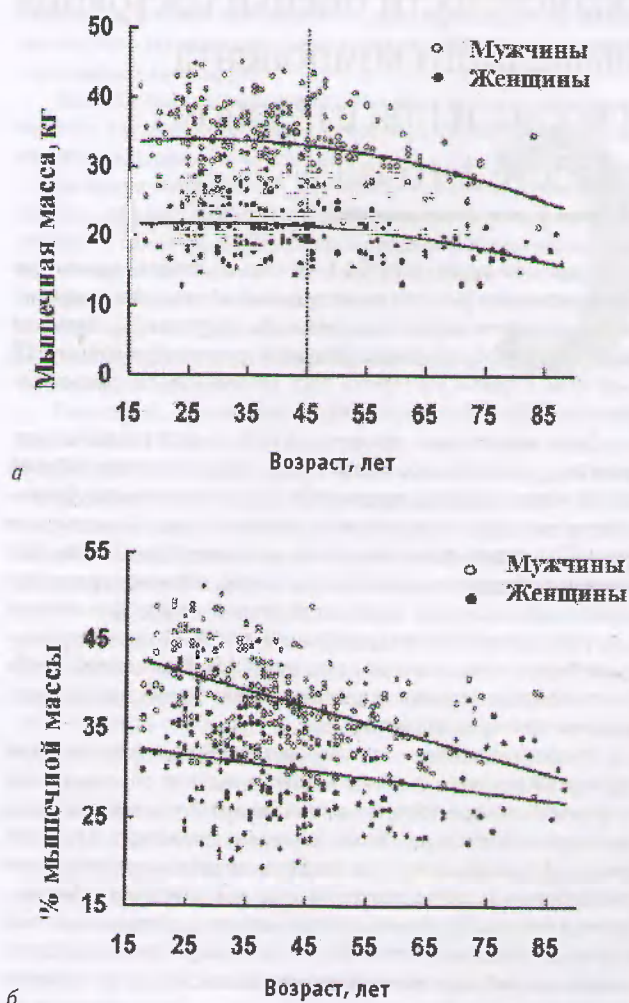 50
Мужчины
Женщины
40
30
20
10
0
Мышечная масса, кг
15 25 35 45 55 65 75 85
Возраст, лет
а
55
Мужчины
Женщины
45
35
25
15
% мышечной массы
15 25 35 45 55 65 75 85
Возраст, лет
б